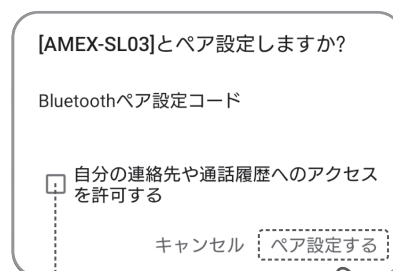 [AMEX-SL03]とペア設定しますか?
Bluetoothペア設定コード
自分の連絡先や通話履歴へのアクセス
を許可する
キャンセル ペア設定する